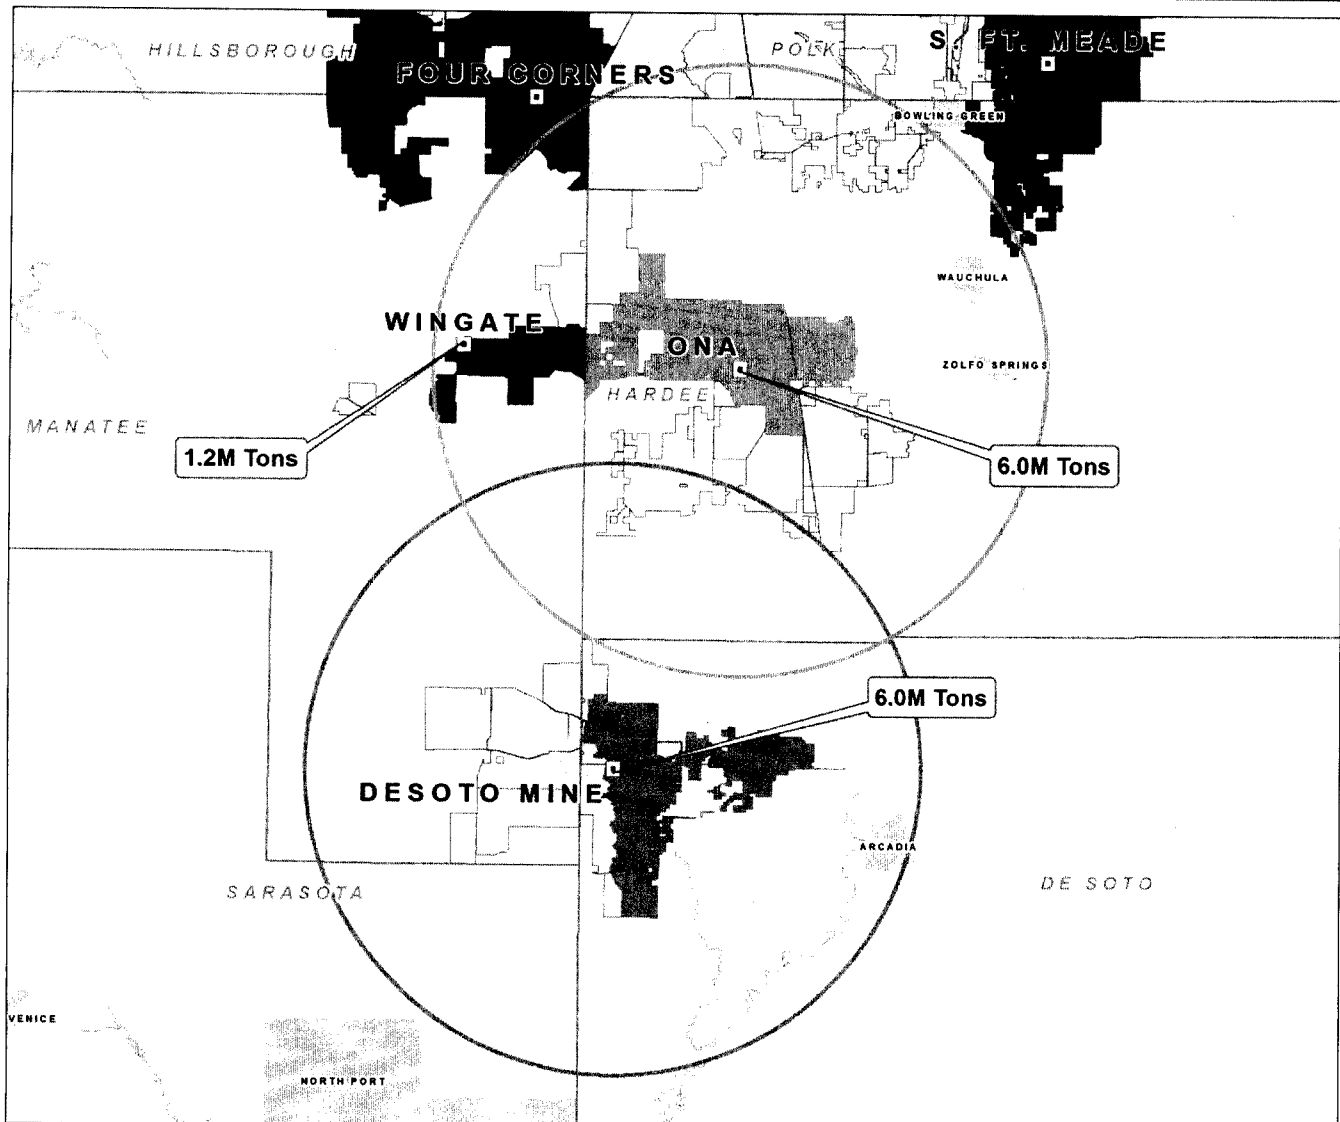 HILLSBOROUGH
POLK
S. FT. MEADE
FOUR CORNERS
BOWLING GREEN
WAUCHULA
WINGATE
ONA
ZOLFO SPRINGS
HARDEE
MANATEE
1.2M Tons
6.0M Tons
6.0M Tons
DESOTO MINE
ARCADIA
SARASOTA
DE SOTO
VENICE
NORTH PORT